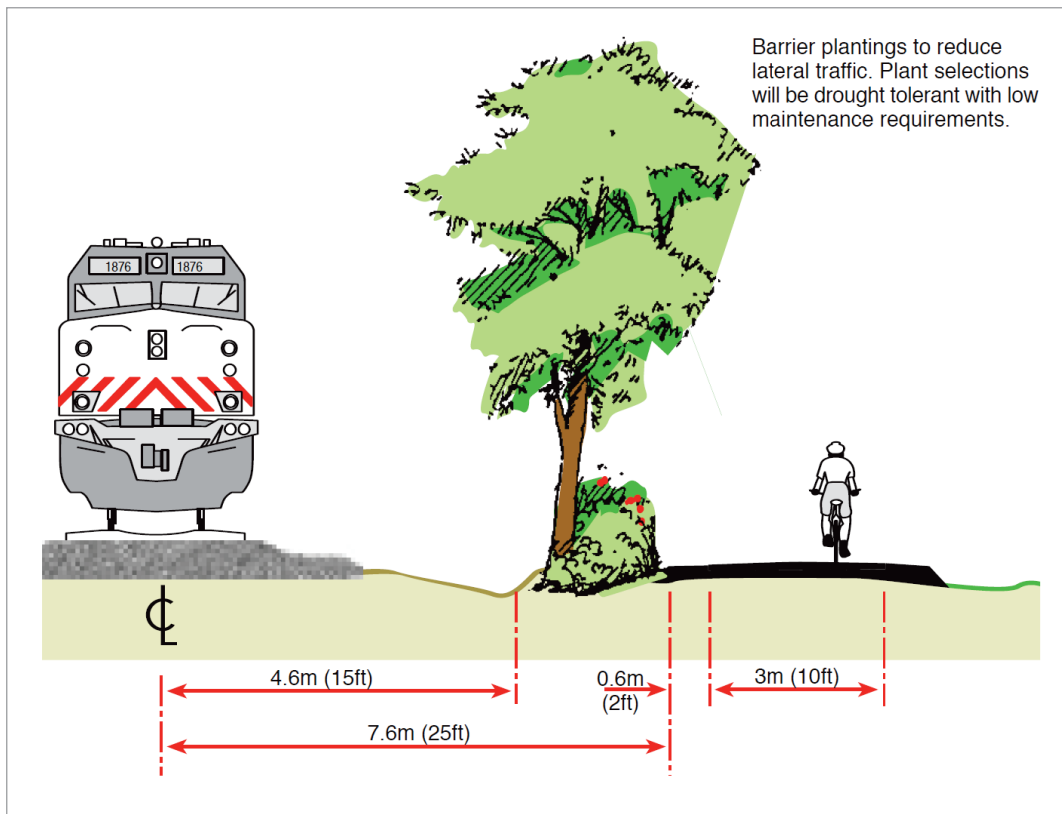 Barrier plantings to reduce
lateral traffic. Plant selections
will be drought tolerant with low
maintenance requirements.
1876 1876
CL
4.6m (15ft)
0.6m
(2ft)
3m (10ft)
7.6m (25ft)